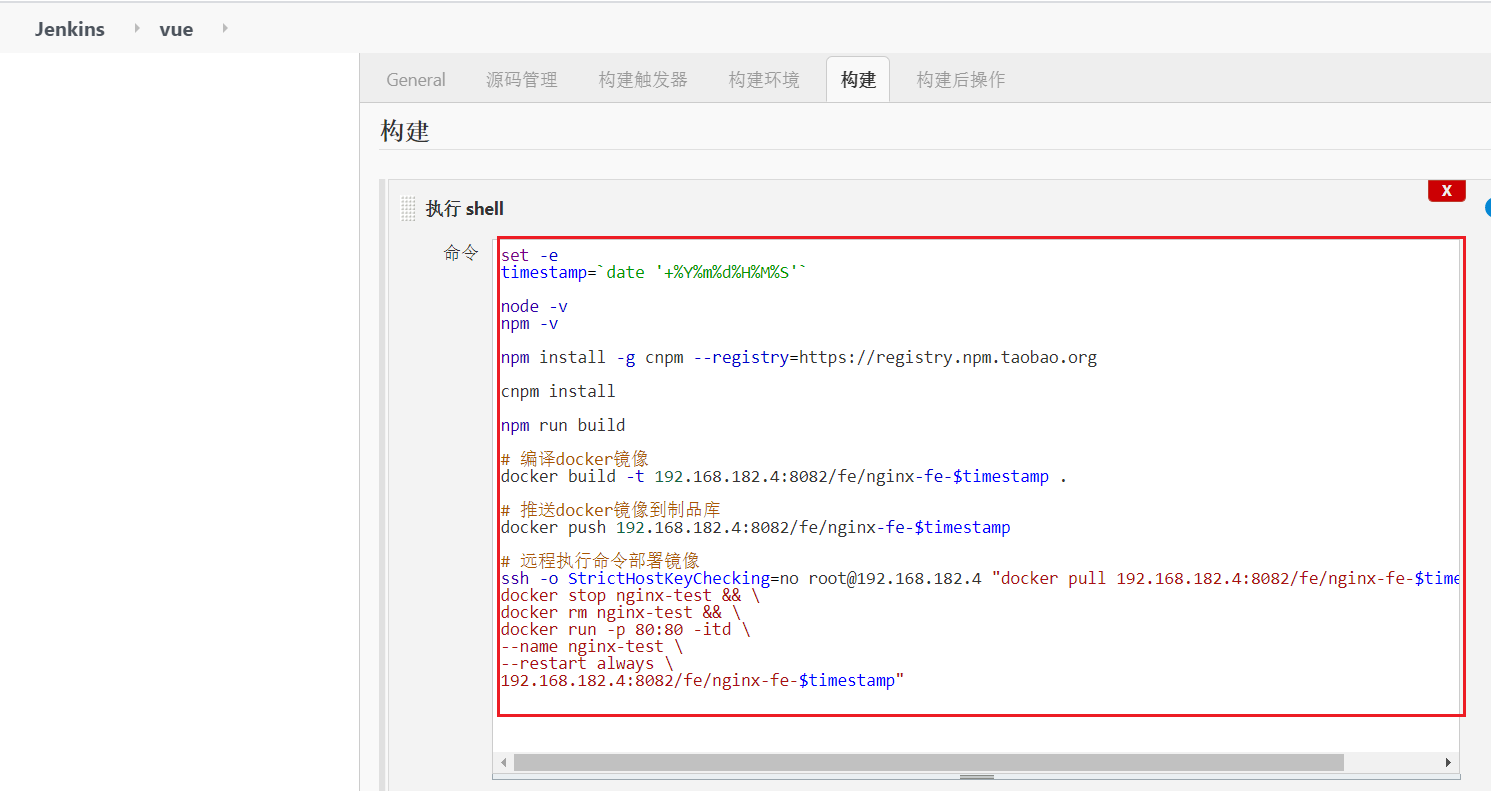 Jenkins vue
General 源码管理 构建触发器 构建环境 构建 构建后操作
构建
X
执行 shell
命令
set -e
timestamp=`date '+%Y%m%d%H%M%S'`
node -v
npm -v
npm install -g cnpm --registry=https://registry.npm.taobao.org
cnpm install
npm run build
# 编译docker镜像
docker build -t 192.168.182.4:8082/fe/nginx-fe-$timestamp .
# 推送docker镜像到制品库
docker push 192.168.182.4:8082/fe/nginx-fe-$timestamp
# 远程执行命令部署镜像
ssh -o StrictHostKeyChecking=no root@192.168.182.4 "docker pull 192.168.182.4:8082/fe/nginx-fe-$time
docker stop nginx-test && \
docker rm nginx-test && \
docker run -p 80:80 -itd \
--name nginx-test \
--restart always \
192.168.182.4:8082/fe/nginx-fe-$timestamp"